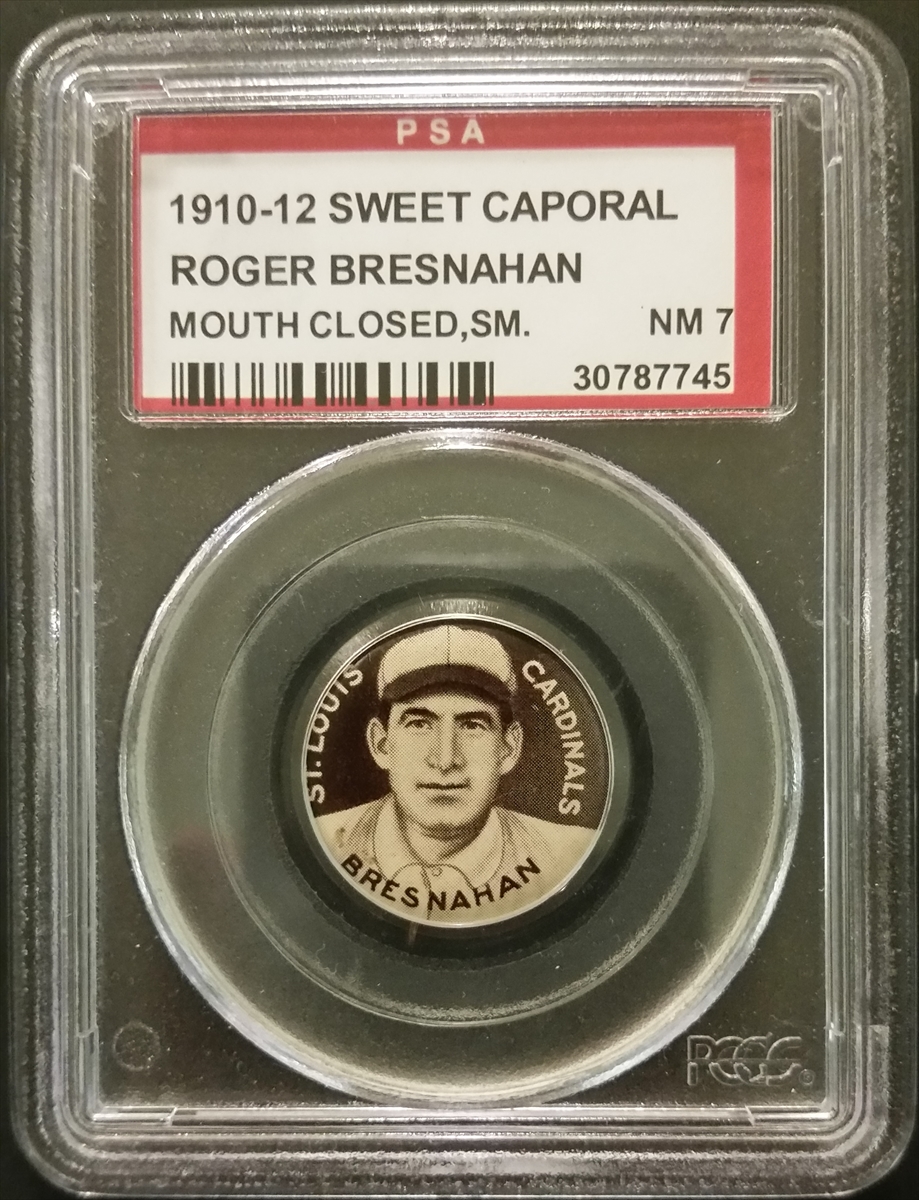 PSA
1910-12 SWEET CAPORAL
ROGER BRESNAHAN
MOUTH CLOSED,SM. NM 7
30787745
ST. LOUIS
CARDINALS
BRESNAHAN
PCGS